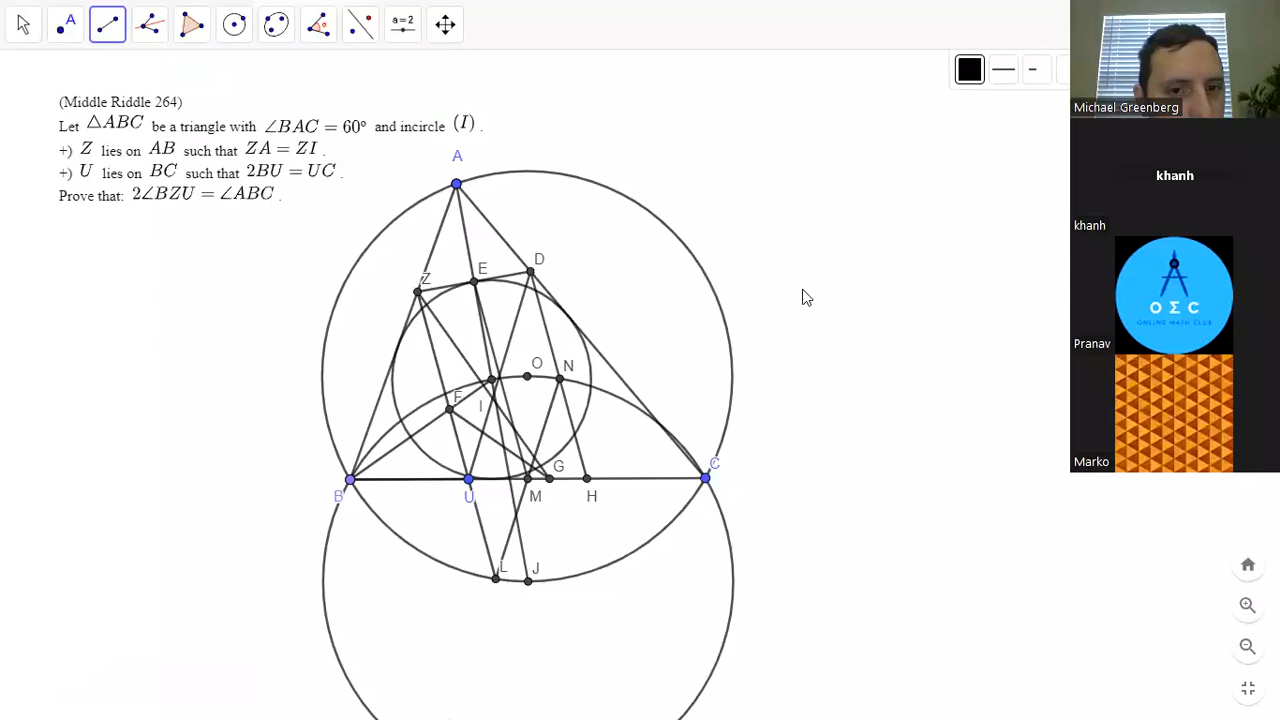 a=2
(Middle Riddle 264)
Let △ABC be a triangle with ∠BAC = 60° and incircle (I) .
+) Z lies on AB such that ZA = ZI .
+) U lies on BC such that 2BU = UC .
Prove that: 2∠BZU = ∠ABC .
A
D
E
Z
O
N
F
I
G
C
B
U
M
H
L
J
Michael Greenberg
khanh
khanh
OΣC
ONLINE MATH CLUB
Pranav
Marko